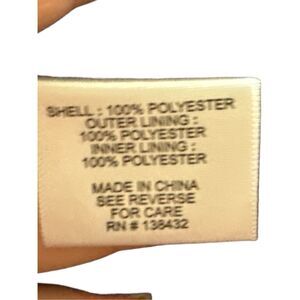 SHELL : 100% POLYESTER
OUTER LINING :
100% POLYESTER
INNER LINING :
100% POLYESTER
MADE IN CHINA
SEE REVERSE
FOR CARE
RN # 138432